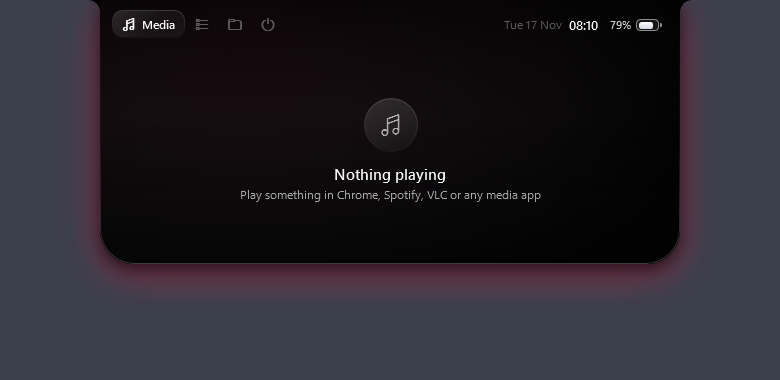 Media
Tue 17 Nov 08:10 79%
Nothing playing
Play something in Chrome, Spotify, VLC or any media app